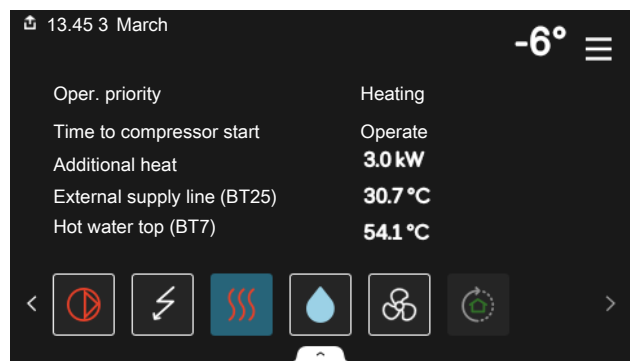 13.45 3 March
-6°
Oper. priority Heating
Time to compressor start Operate
Additional heat 3.0 kW
External supply line (BT25) 30.7 °C
Hot water top (BT7) 54.1 °C